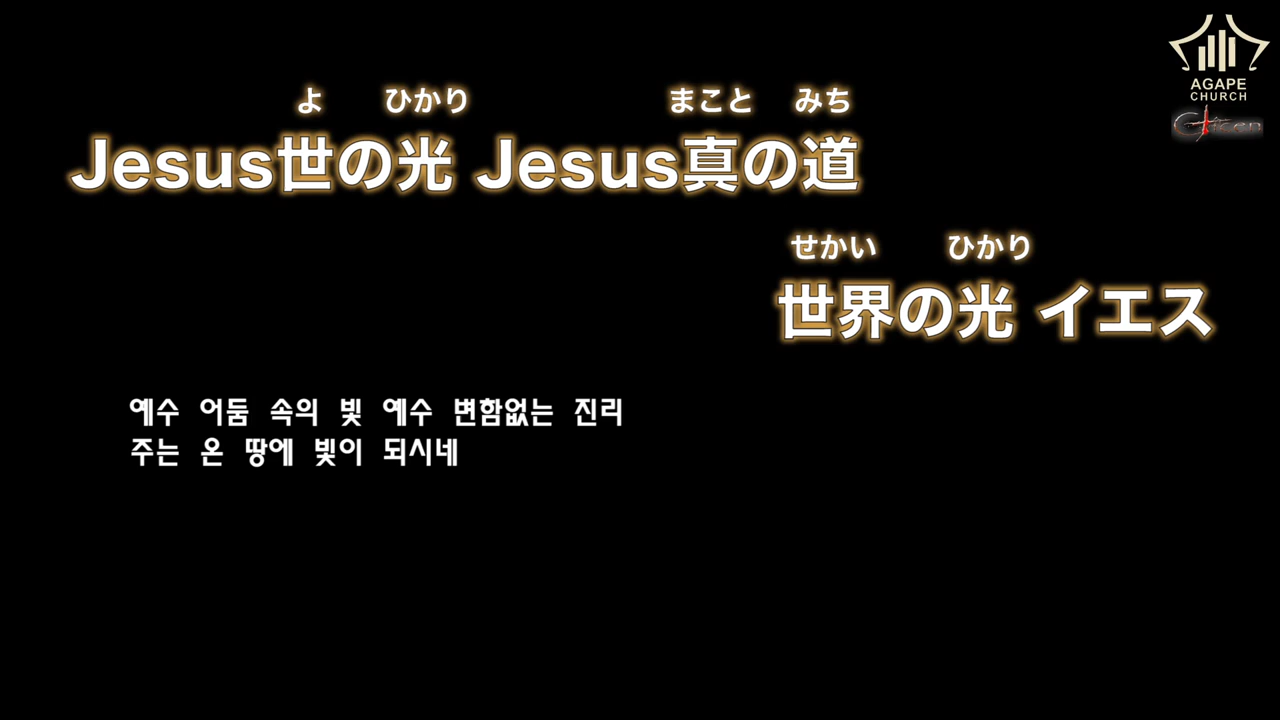 AGAPE
CHURCH
よ ひかり まこと みち
Jesus世の光 Jesus真の道
せかい ひかり
世界の光 イエス
예수 어둠 속의 빛 예수 변함없는 진리
주는 온 땅에 빛이 되시네